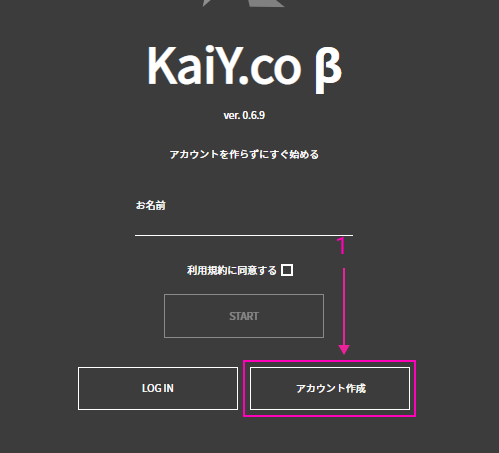 KaiY.co β
ver. 0.6.9
アカウントを作らずにすぐ始める
お名前
1
利用規約に同意する
START
LOG IN
アカウント作成